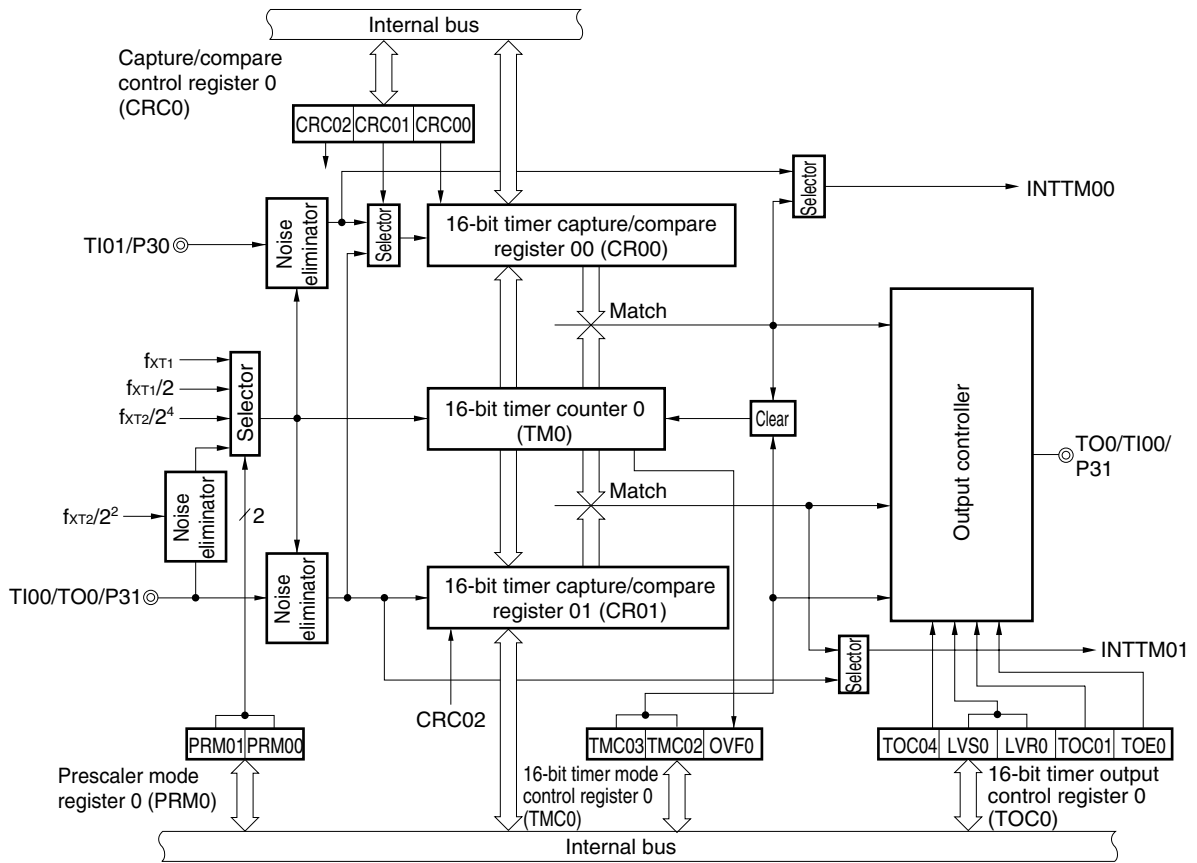 Internal bus
Capture/compare
control register 0
(CRC0)
CRC02 CRC01 CRC00
TI01/P30
Noise
eliminator
Selector
16-bit timer capture/compare
register 00 (CR00)
Selector
INTTM00
Match
fXT1
fXT1/2
fXT2/2⁴
Selector
16-bit timer counter 0
(TM0)
Clear
Output controller
TO0/TI00/
P31
fXT2/2²
Noise
eliminator
2
Match
TI00/TO0/P31
Noise
eliminator
16-bit timer capture/compare
register 01 (CR01)
Selector
INTTM01
CRC02
PRM01 PRM00
TMC03 TMC02 OVF0
TOC04 LVS0 LVR0 TOC01 TOE0
Prescaler mode
register 0 (PRM0)
16-bit timer mode
control register 0
(TMC0)
16-bit timer output
control register 0
(TOC0)
Internal bus